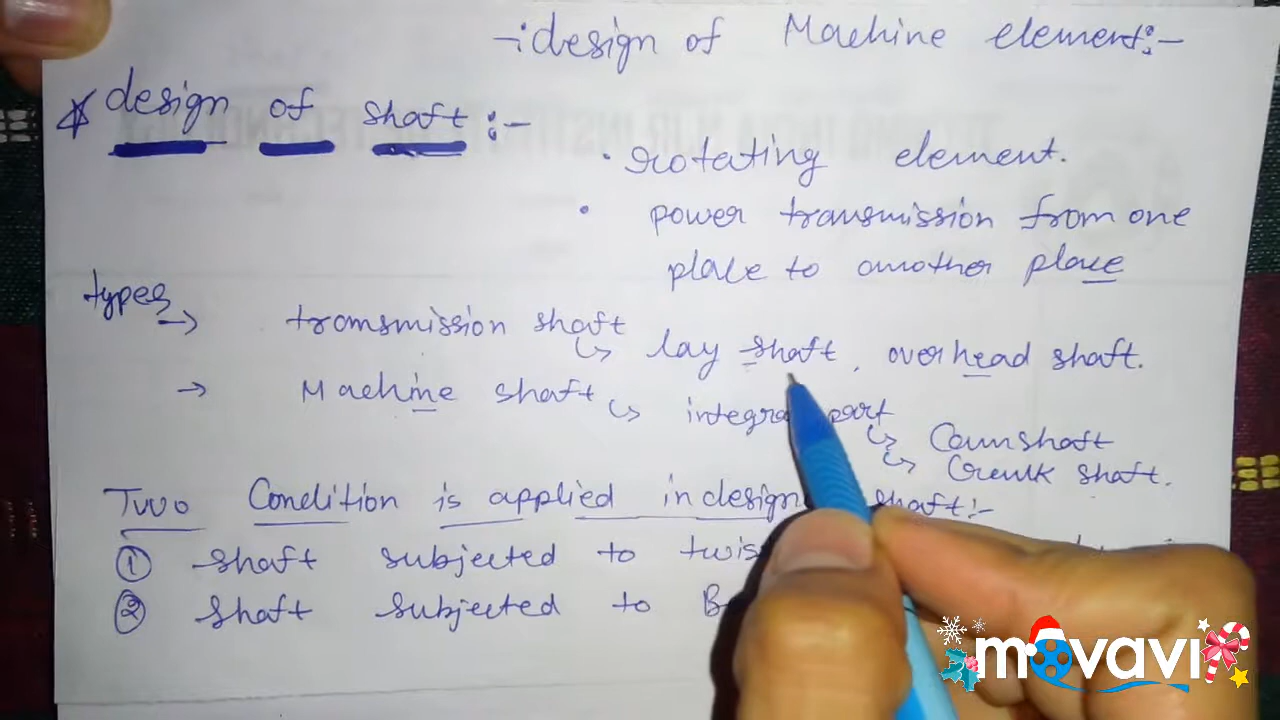 -: design of Machine element :-
* design of shaft :-
• rotating element.
• power transmission from one
place to another place
types → transmission shaft
↳ lay shaft, overhead shaft.
→ Machine shaft ↳ integral part
↳ Camshaft
↳ Crank shaft.
Two Condition is applied in design shaft :-
① shaft subjected to
② shaft subjected to
movavi